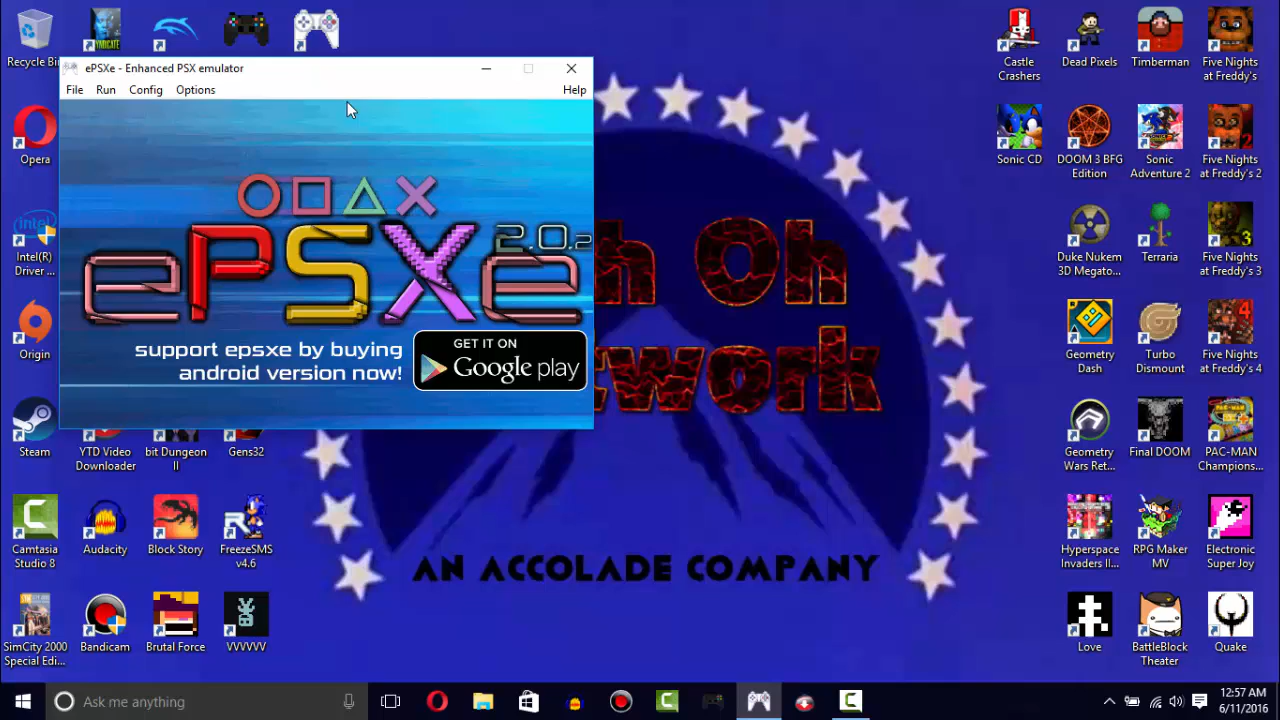 Recycle Bin
SYNDICATE
ePSXe - Enhanced PSX emulator
File Run Config Options Help
ePSXe 2.0.2
support epsxe by buying
android version now!
GET IT ON
Google play
Opera
Intel(R)
Driver ...
Origin
Steam
YTD Video
Downloader
bit Dungeon
II
Gens32
Camtasia
Studio 8
Audacity
Block Story
FreezeSMS
v4.6
SimCity 2000
Special Edi...
Bandicam
Brutal Force
VVVVVV
h Oh
twork
AN ACCOLADE COMPANY
Castle
Crashers
Dead Pixels
Timberman
Five Nights
at Freddy's
Sonic CD
DOOM 3 BFG
Edition
Sonic
Adventure 2
2
Five Nights
at Freddy's 2
Duke Nukem
3D Megato...
Terraria
3
Five Nights
at Freddy's 3
Geometry
Dash
Turbo
Dismount
4
Five Nights
at Freddy's 4
Geometry
Wars Ret...
Final DOOM
PAC-MAN
Champions...
Hyperspace
Invaders II...
RPG Maker
MV
Electronic
Super Joy
Love
BattleBlock
Theater
Quake
Ask me anything
12:57 AM
6/11/2016